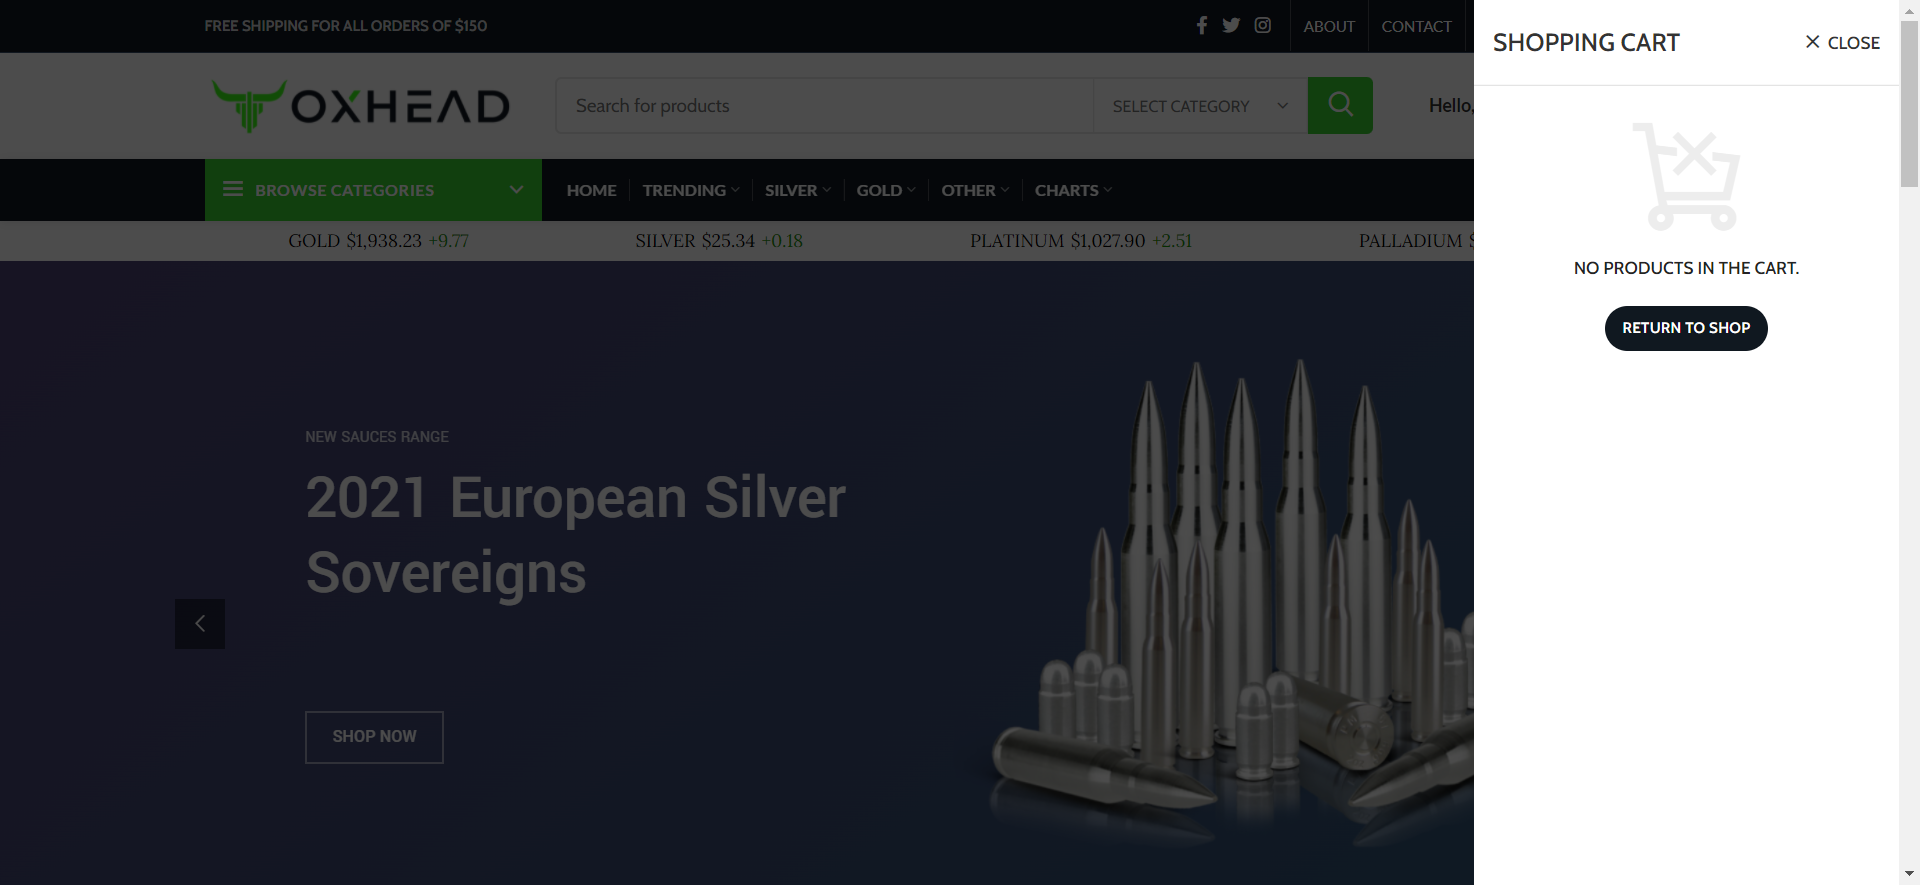 FREE SHIPPING FOR ALL ORDERS OF $150
ABOUT
CONTACT
OXHEAD
Search for products
SELECT CATEGORY
Hello,
BROWSE CATEGORIES
HOME
TRENDING
SILVER
GOLD
OTHER
CHARTS
GOLD $1,938.23 +9.77
SILVER $25.34 +0.18
PLATINUM $1,027.90 +2.51
PALLADIUM $
NEW SAUCES RANGE
2021 European Silver
Sovereigns
SHOP NOW
SHOPPING CART
CLOSE
NO PRODUCTS IN THE CART.
RETURN TO SHOP